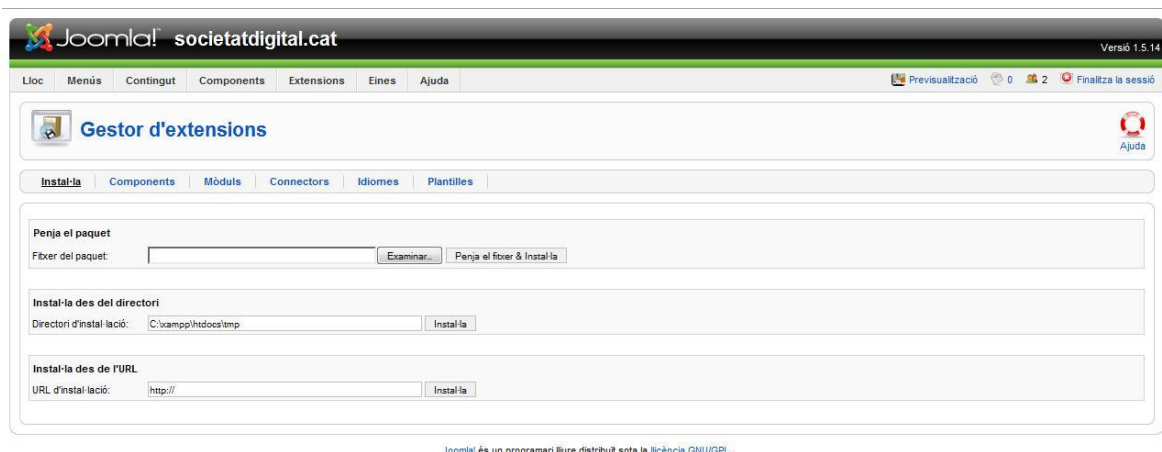 Joomla! societatdigital.cat
Versió 1.5.14
Lloc Menús Contingut Components Extensions Eines Ajuda Previsualització 0 2 Finalitza la sessió
Gestor d'extensions
Ajuda
Instal·la Components Mòduls Connectors Idiomes Plantilles
Penja el paquet
Fitxer del paquet: Examinar... Penja el fitxer & Instal·la
Instal·la des del directori
Directori d'instal·lació: C:\xampp\htdocs\tmp Instal·la
Instal·la des de l'URL
URL d'instal·lació: http:// Instal·la
Joomla! és un programari lliure distribuït sota la llicència GNU/GPL.